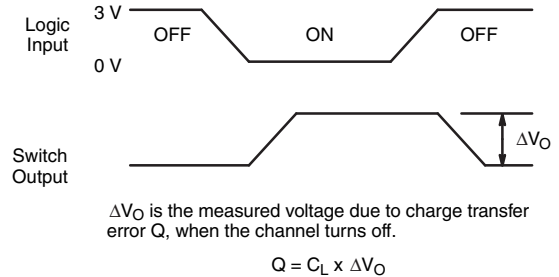 Logic
Input
3 V
0 V
OFF
ON
OFF
Switch
Output
ΔVO
ΔVO is the measured voltage due to charge transfer
error Q, when the channel turns off.
Q = CL x ΔVO